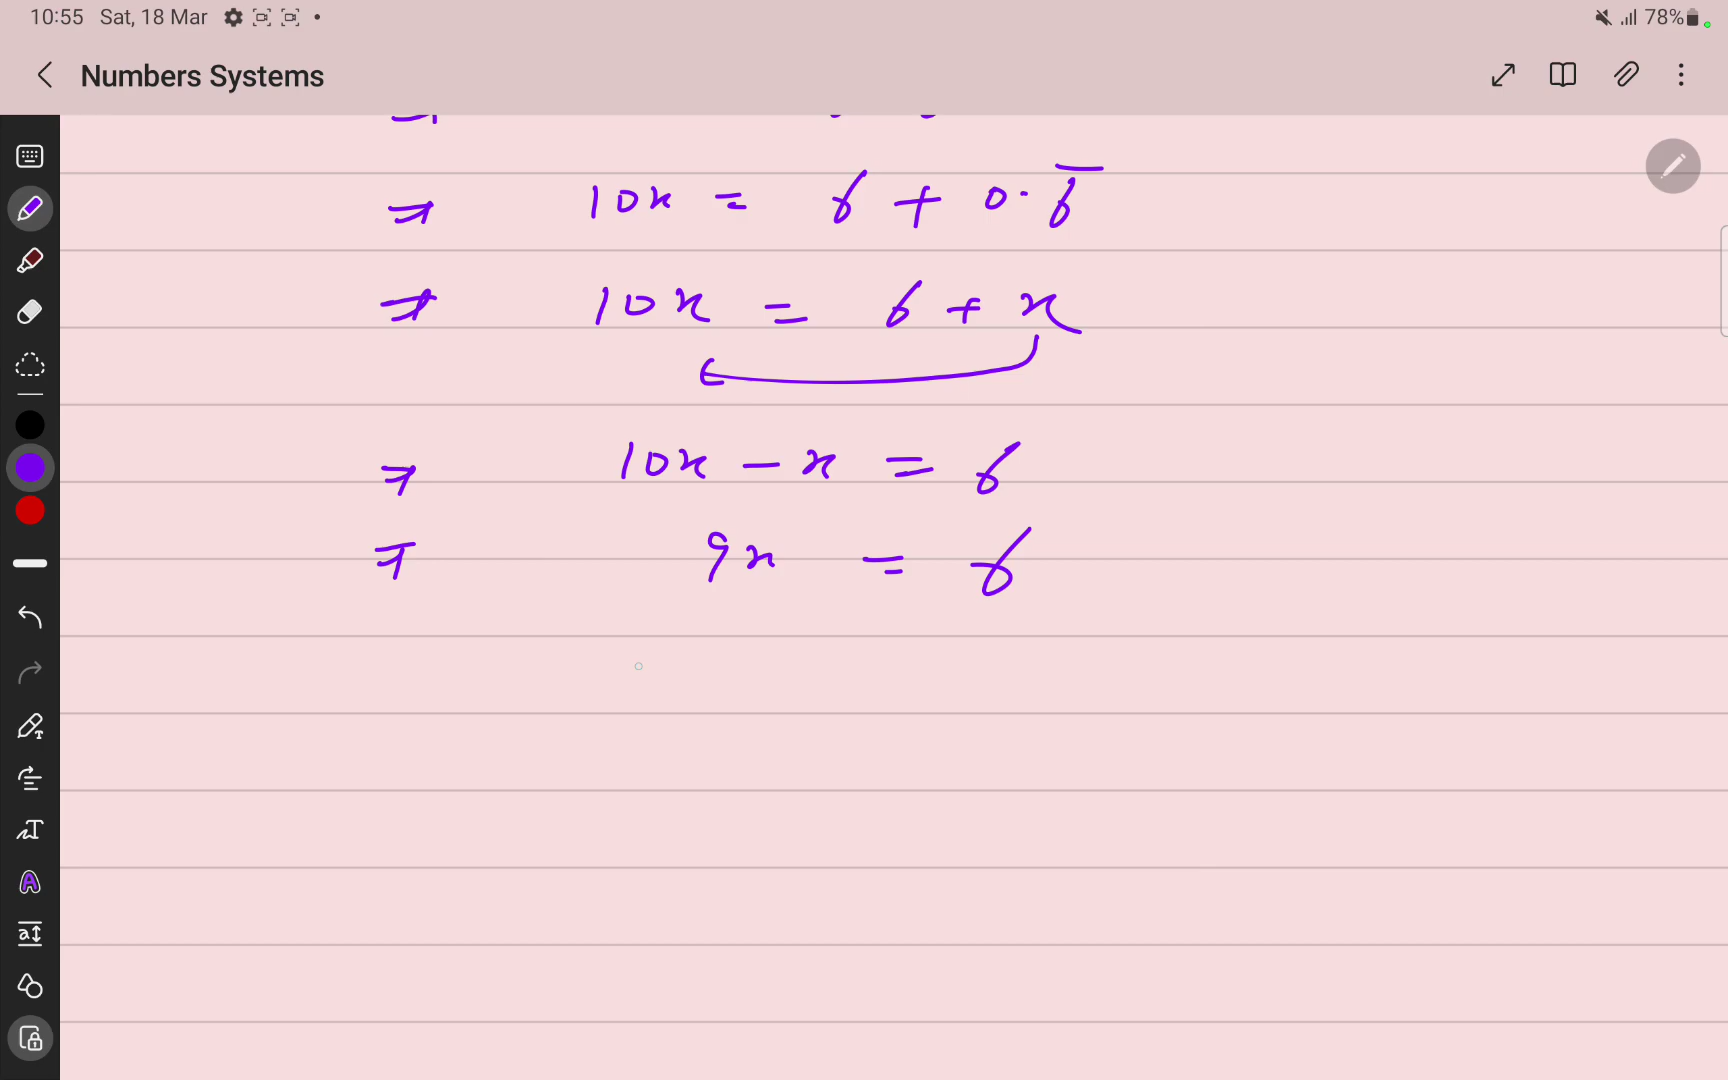 10:55 Sat, 18 Mar 78%
Numbers Systems
⇒ 10x = 6 + 0.6̅
⇒ 10x = 6 + x
⇒ 10x - x = 6
⇒ 9x = 6